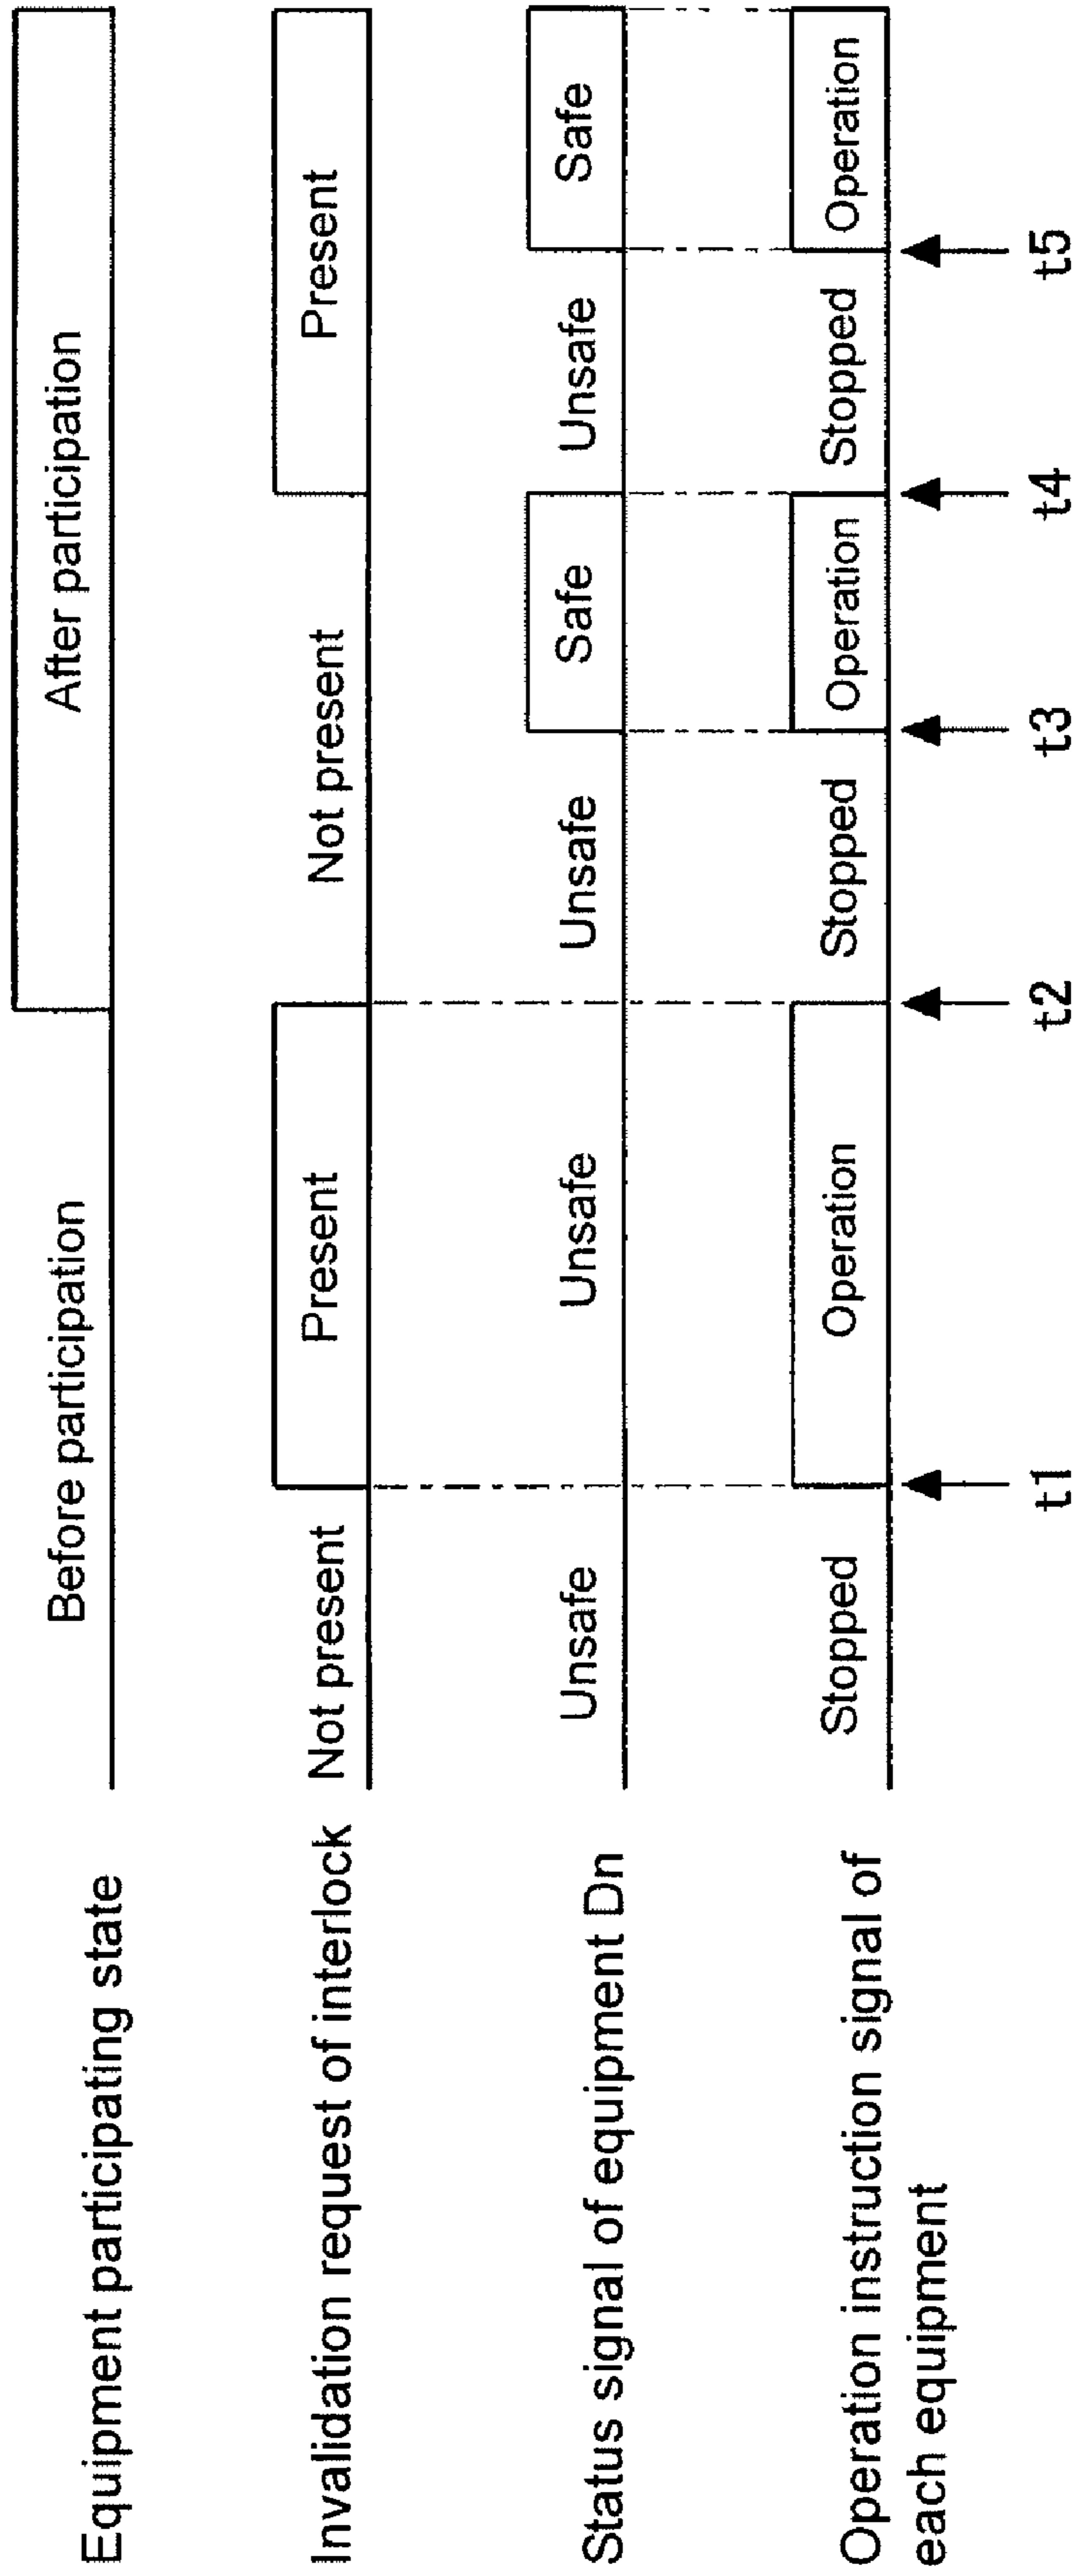 Equipment participating state
Before participation
After participation
Invalidation request of interlock
Not present
Present
Not present
Present
Status signal of equipment Dn
Unsafe
Unsafe
Unsafe
Safe
Unsafe
Safe
Operation instruction signal of
each equipment
Stopped
Operation
Stopped
Operation
Stopped
Operation
t1
t2
t3
t4
t5